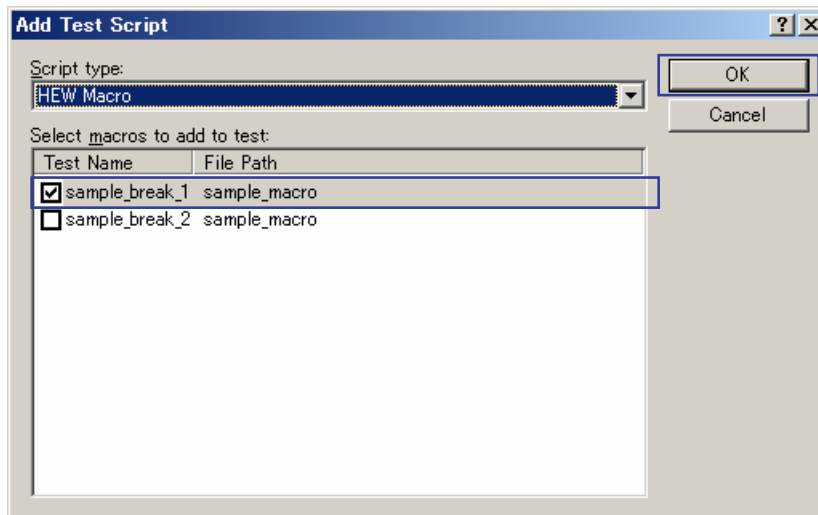 Add Test Script
Script type:
HEW Macro
OK
Cancel
Select macros to add to test:
Test Name File Path
sample_break_1 sample_macro
sample_break_2 sample_macro